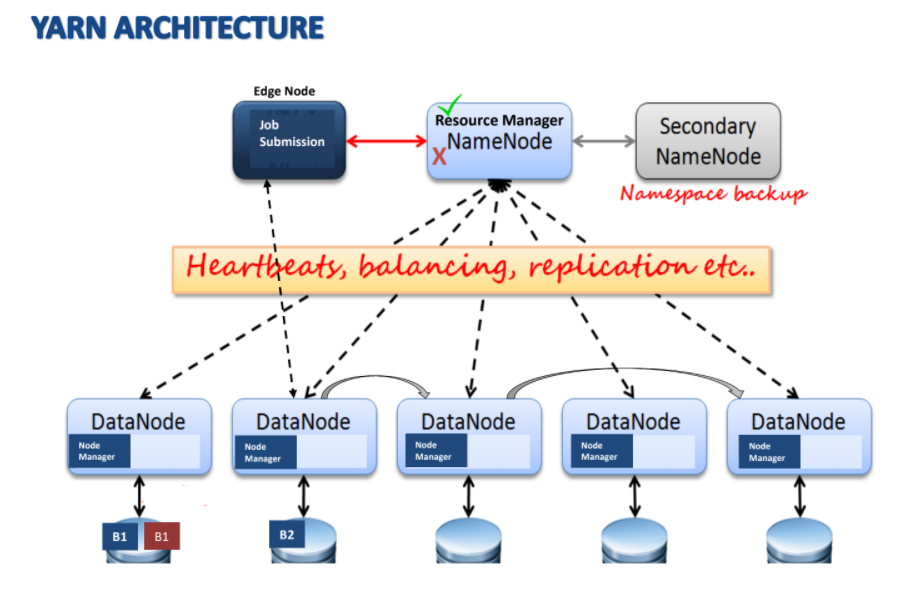 YARN ARCHITECTURE
Edge Node
Job
Submission
Resource Manager
X NameNode
Secondary
NameNode
Namespace backup
Heartbeats, balancing, replication etc..
DataNode
Node
Manager
DataNode
Node
Manager
DataNode
Node
Manager
DataNode
Node
Manager
DataNode
Node
Manager
B1
B1
B2